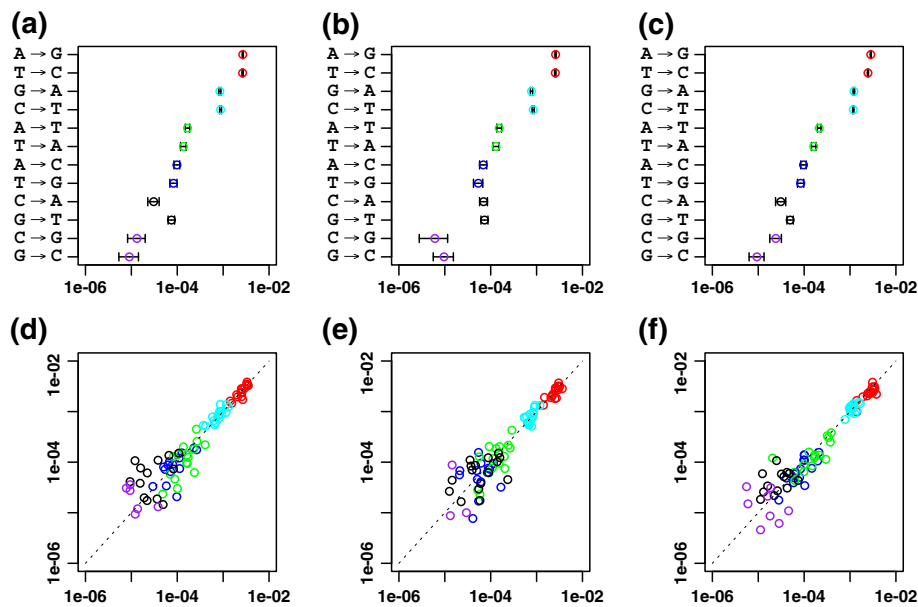 (a) (b) (c)
A→G A→G A→G
T→C T→C T→C
G→A G→A G→A
C→T C→T C→T
A→T A→T A→T
T→A T→A T→A
A→C A→C A→C
T→G T→G T→G
C→A C→A C→A
G→T G→T G→T
C→G C→G C→G
G→C G→C G→C
1e-06 1e-04 1e-02 1e-06 1e-04 1e-02 1e-06 1e-04 1e-02
(d) (e) (f)
1e-02 1e-02 1e-02
1e-04 1e-04 1e-04
1e-06 1e-06 1e-06
1e-06 1e-04 1e-02 1e-06 1e-04 1e-02 1e-06 1e-04 1e-02